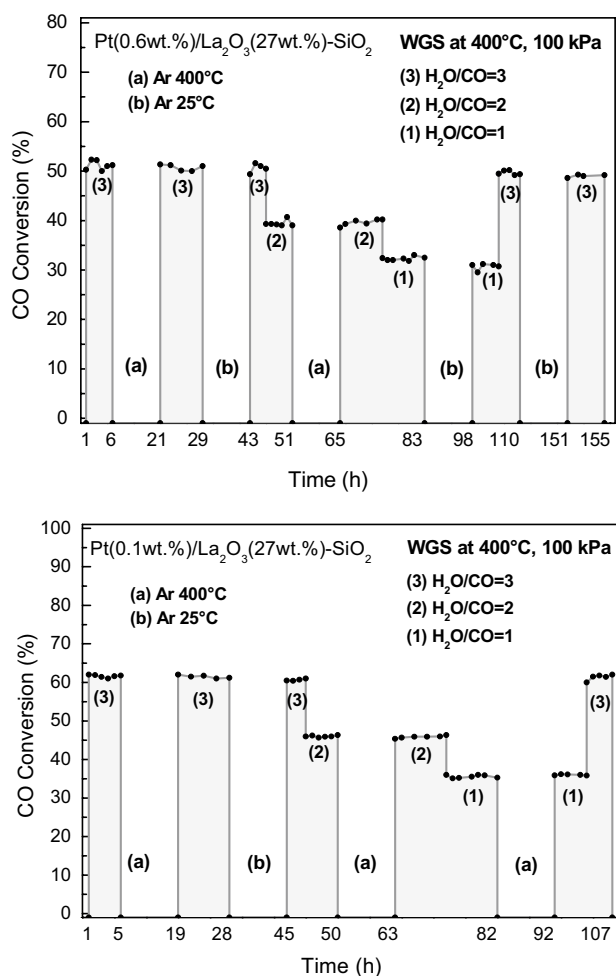 Pt(0.6wt.%)/La₂O₃(27wt.%)-SiO₂ WGS at 400°C, 100 kPa
(a) Ar 400°C (3) H₂O/CO=3
(b) Ar 25°C (2) H₂O/CO=2
(1) H₂O/CO=1
80
70
60
50
40
30
20
10
0
CO Conversion (%)
(3) (3) (3) (3) (3)
(2) (2)
(1) (1)
(a) (b) (a) (b) (b)
1 6 21 29 43 51 65 83 98 110 151 155
Time (h)
Pt(0.1wt.%)/La₂O₃(27wt.%)-SiO₂ WGS at 400°C, 100 kPa
(a) Ar 400°C (3) H₂O/CO=3
(b) Ar 25°C (2) H₂O/CO=2
(1) H₂O/CO=1
100
90
80
70
60
50
40
30
20
10
0
CO Conversion (%)
(3) (3) (3) (3)
(2) (2)
(1) (1)
(a) (b) (a) (a)
1 5 19 28 45 50 63 82 92 107
Time (h)